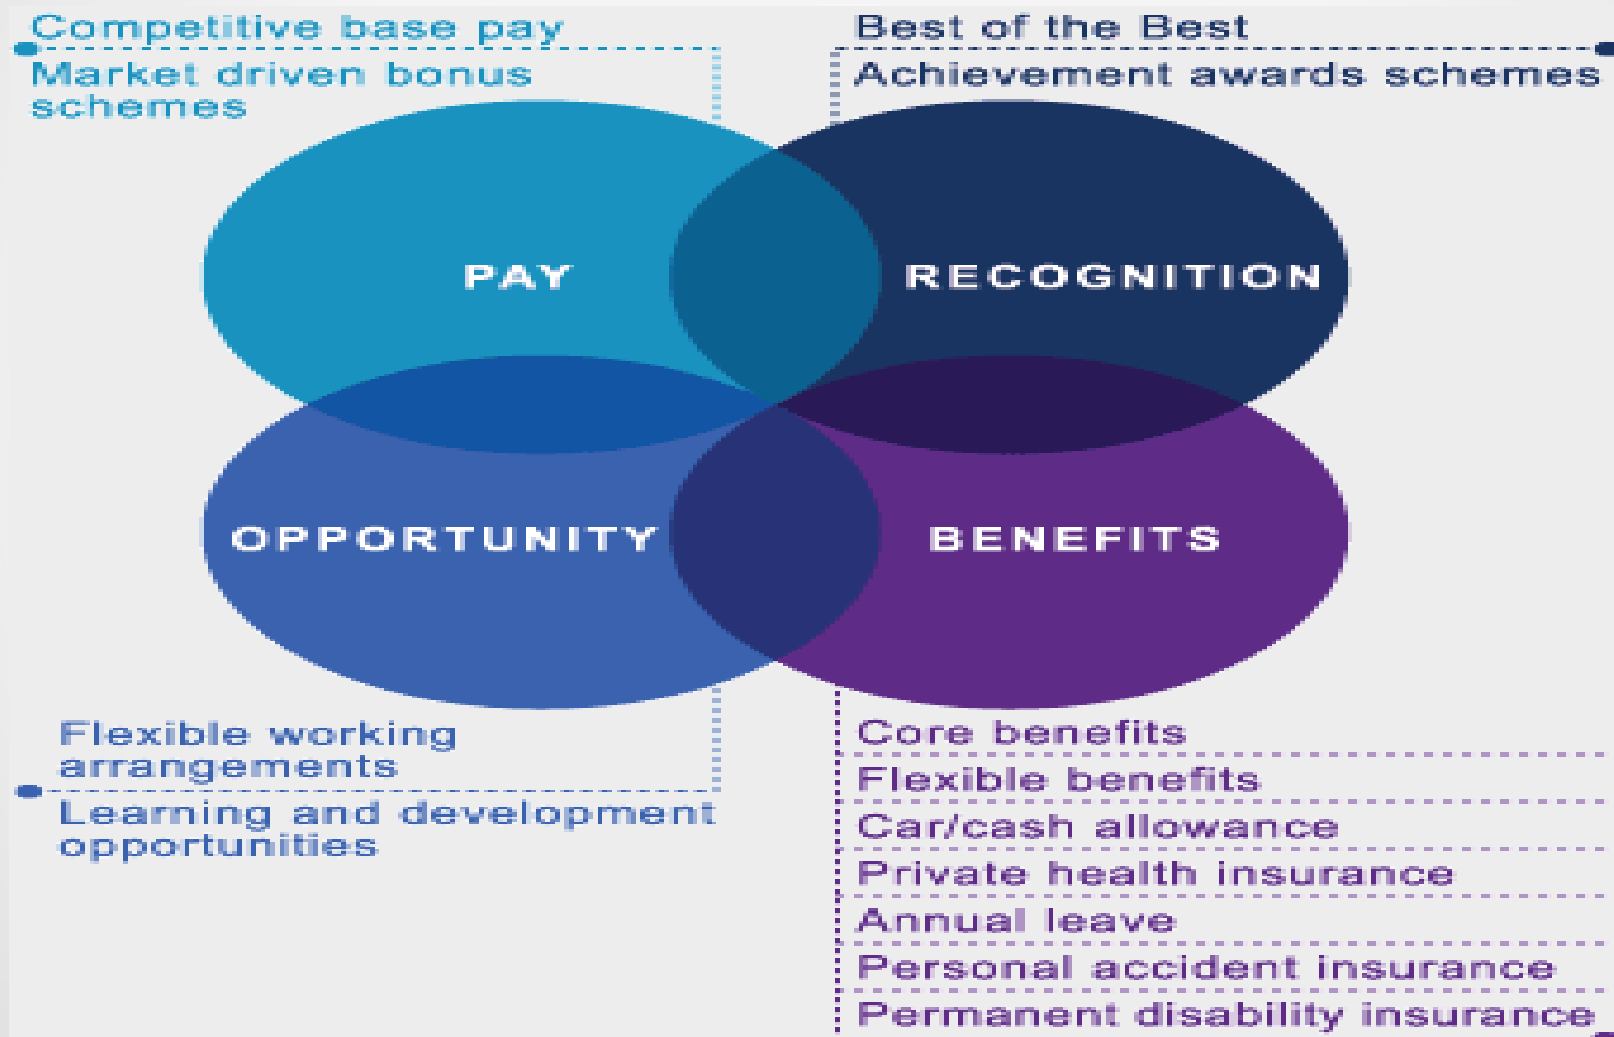 Competitive base pay
Market driven bonus
schemes
Best of the Best
Achievement awards schemes
PAY
RECOGNITION
OPPORTUNITY
BENEFITS
Flexible working
arrangements
Learning and development
opportunities
Core benefits
Flexible benefits
Car/cash allowance
Private health insurance
Annual leave
Personal accident insurance
Permanent disability insurance